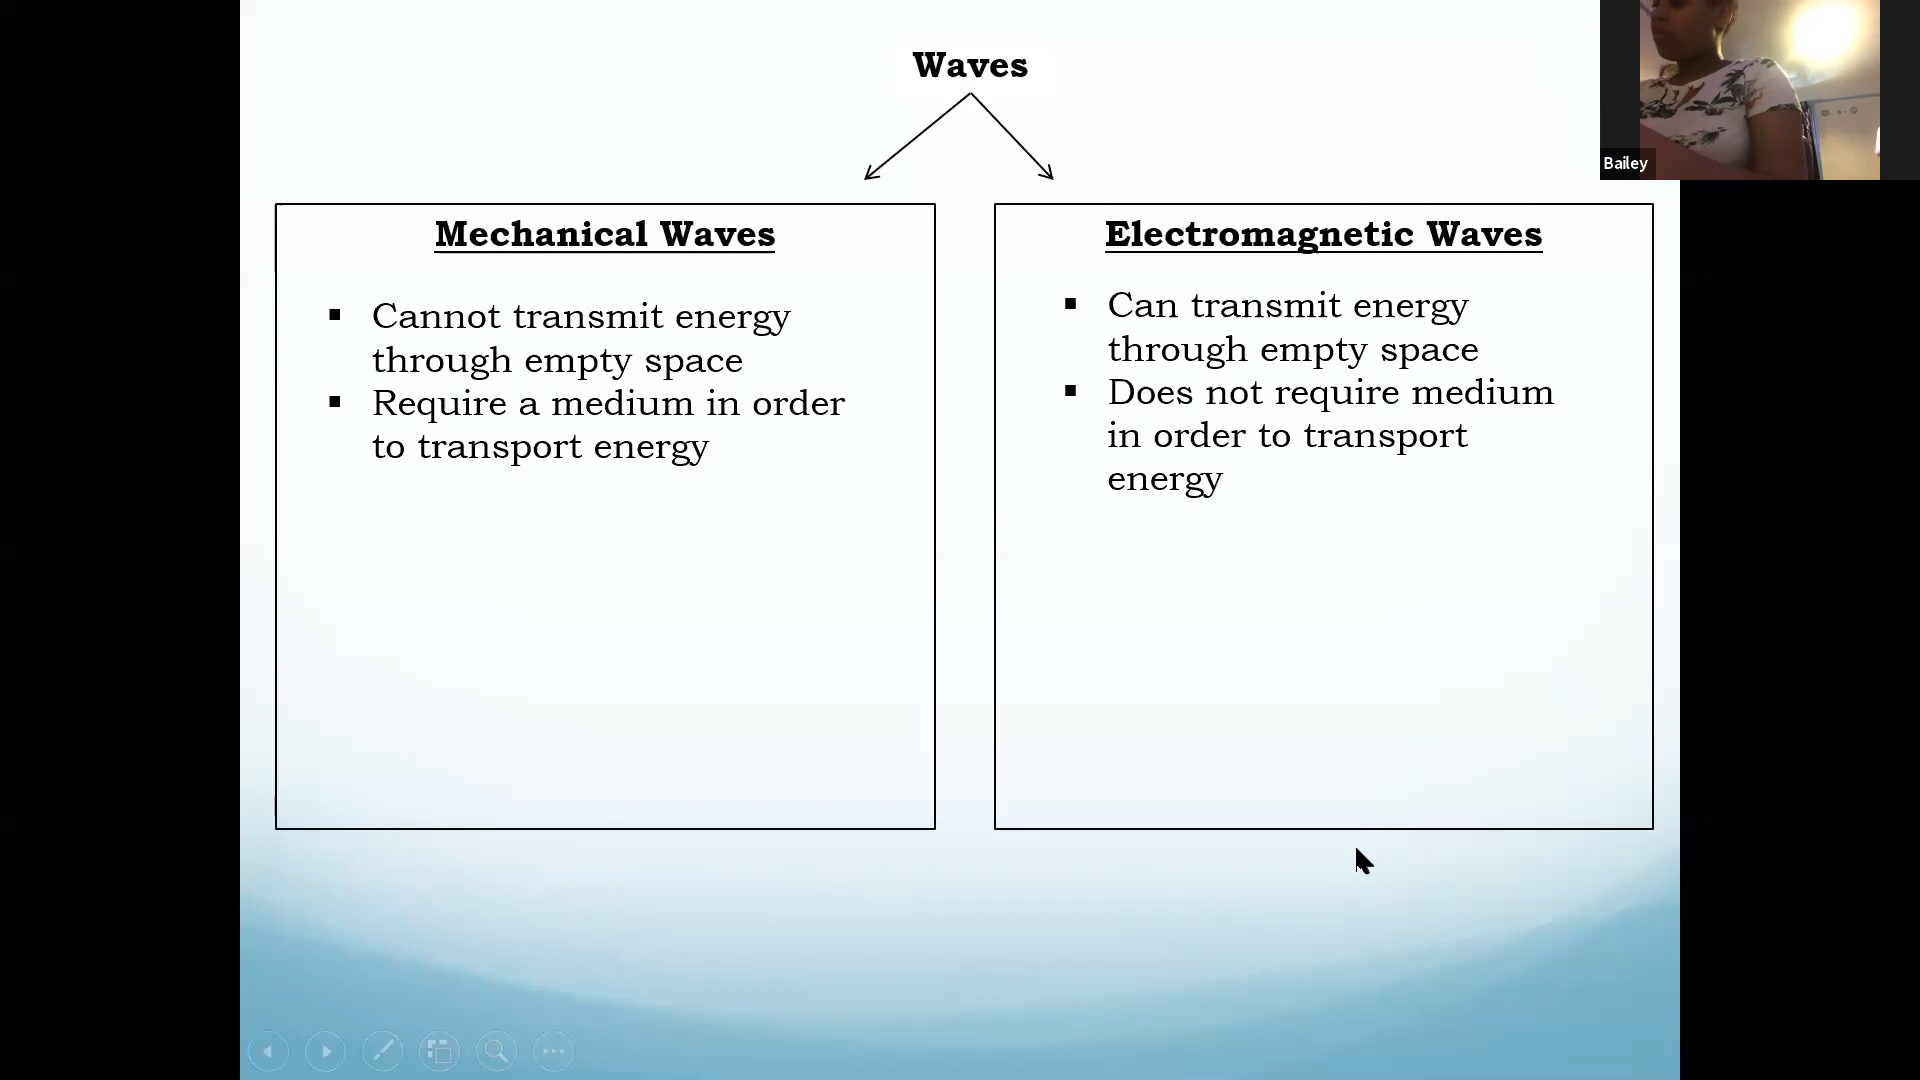 Waves
Bailey
Mechanical Waves
▪ Cannot transmit energy
through empty space
▪ Require a medium in order
to transport energy
Electromagnetic Waves
▪ Can transmit energy
through empty space
▪ Does not require medium
in order to transport
energy